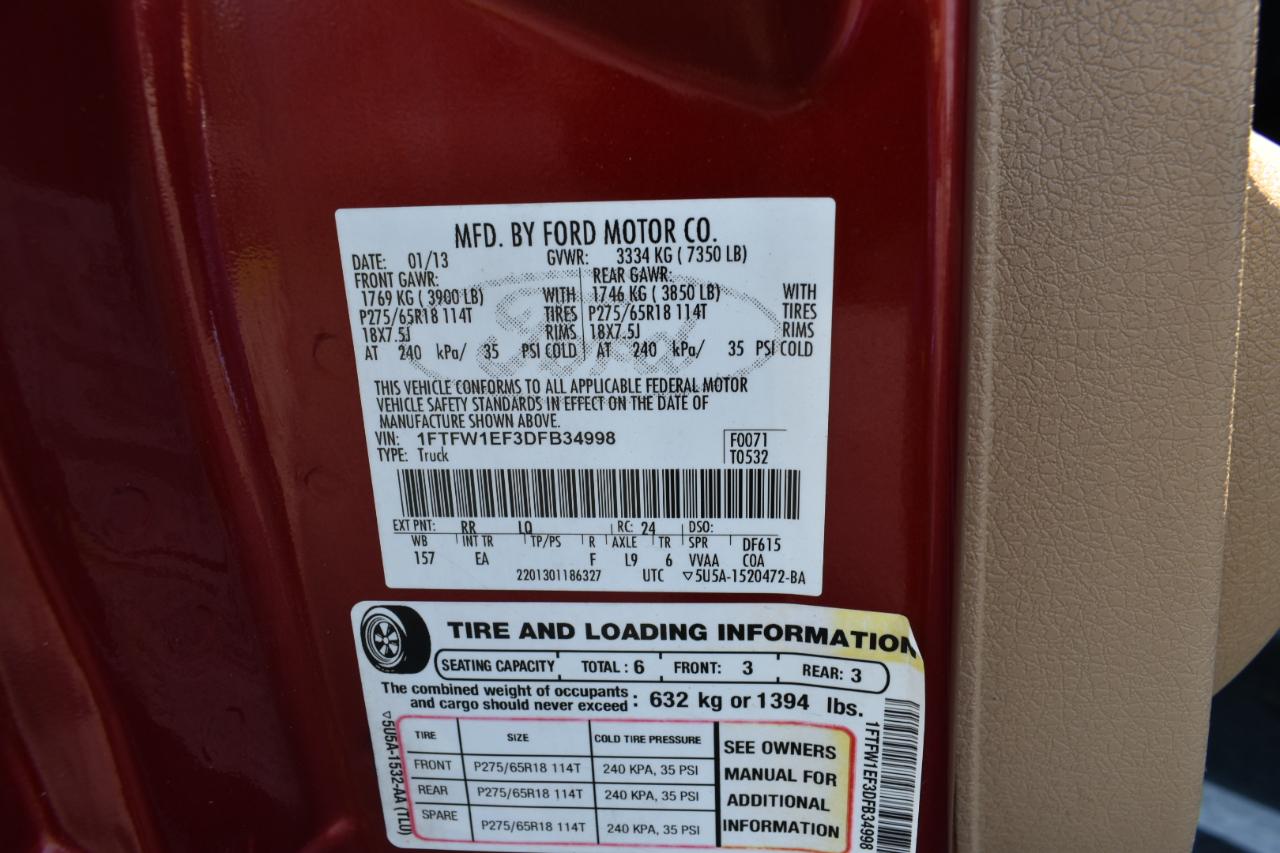 MFD. BY FORD MOTOR CO.
DATE: 01/13 GVWR: 3334 KG ( 7350 LB)
FRONT GAWR: REAR GAWR:
1769 KG ( 3900 LB) WITH 1746 KG ( 3850 LB) WITH
P275/65R18 114T TIRES P275/65R18 114T TIRES
18X7.5J RIMS 18X7.5J RIMS
AT 240 kPa/ 35 PSI COLD AT 240 kPa/ 35 PSI COLD
Ford
THIS VEHICLE CONFORMS TO ALL APPLICABLE FEDERAL MOTOR
VEHICLE SAFETY STANDARDS IN EFFECT ON THE DATE OF
MANUFACTURE SHOWN ABOVE.
VIN: 1FTFW1EF3DFB34998 F0071
TYPE: Truck T0532
EXT PNT: RR LQ RC: 24 DSO:
WB INT TR TP/PS R AXLE TR SPR DF615
157 EA F L9 6 VVAA COA
2201301186327 UTC ▽5U5A-1520472-BA
TIRE AND LOADING INFORMATION
SEATING CAPACITY TOTAL : 6 FRONT: 3 REAR: 3
The combined weight of occupants
and cargo should never exceed : 632 kg or 1394 lbs.
TIRE SIZE COLD TIRE PRESSURE
FRONT P275/65R18 114T 240 KPA, 35 PSI
REAR P275/65R18 114T 240 KPA, 35 PSI
SPARE P275/65R18 114T 240 KPA, 35 PSI
SEE OWNERS
MANUAL FOR
ADDITIONAL
INFORMATION
▽5U5A-1532-AA (TL0)
1FTFW1EF3DFB34998